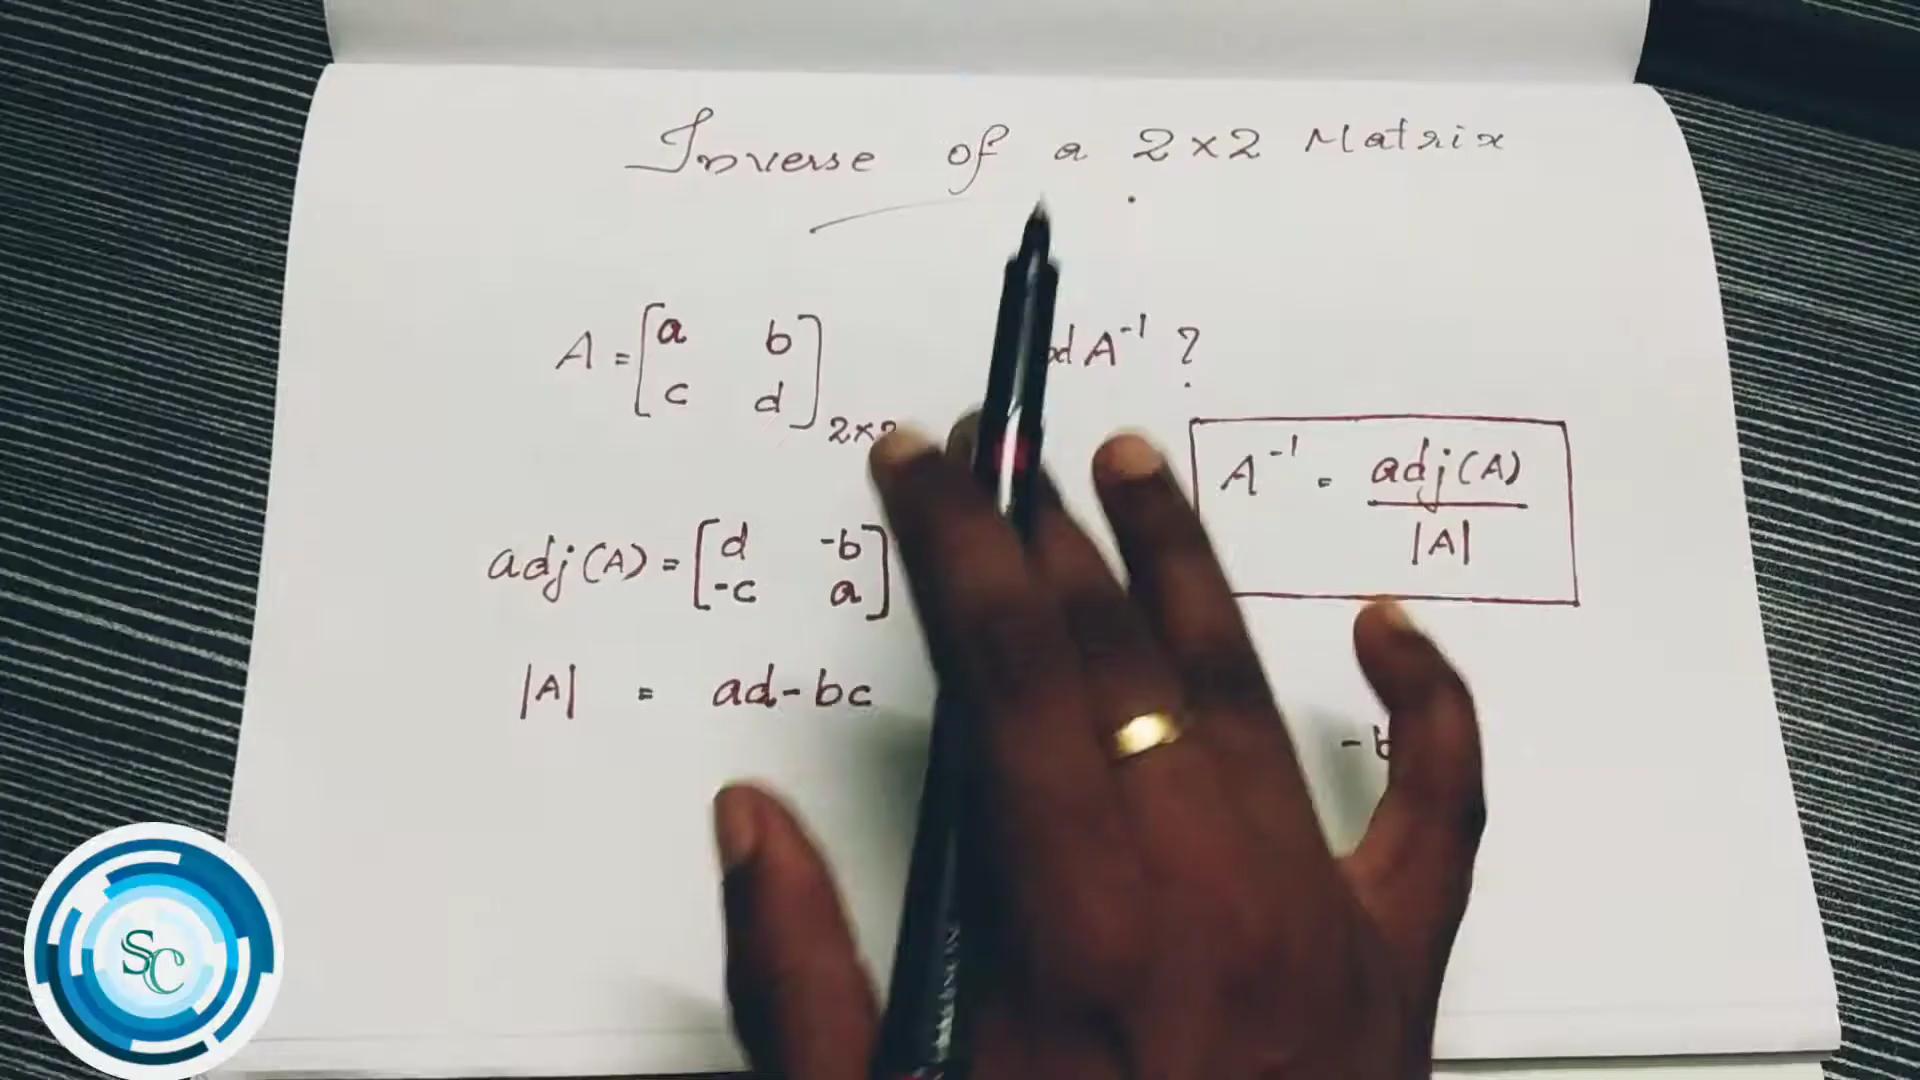 Inverse of a 2×2 Matrix
A = [a b
c d] 2×2
A⁻¹ ?
A⁻¹ = adj(A)
|A|
adj(A) = [d -b
-c a]
|A| = ad-bc
SC